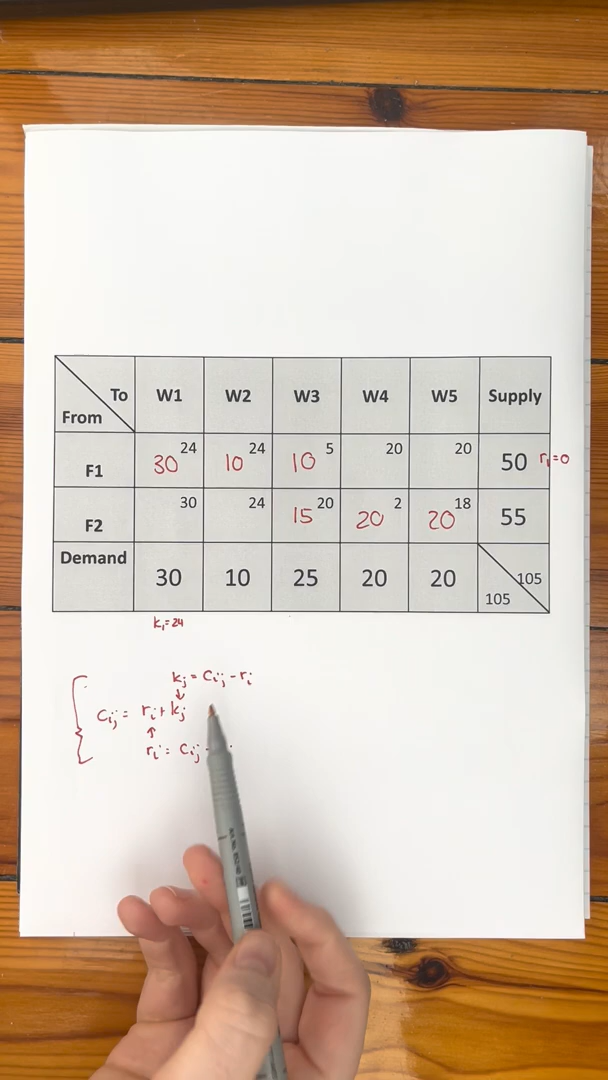 To
From
W1 W2 W3 W4 W5 Supply
F1 30 24 10 24 10 5 20 20 50 r₁=0
F2 30 24 15 20 20 2 20 18 55
Demand 30 10 25 20 20 105 105
k₁=24
kⱼ = cᵢⱼ - rᵢ
cᵢⱼ = rᵢ + kⱼ
rᵢ = cᵢⱼ